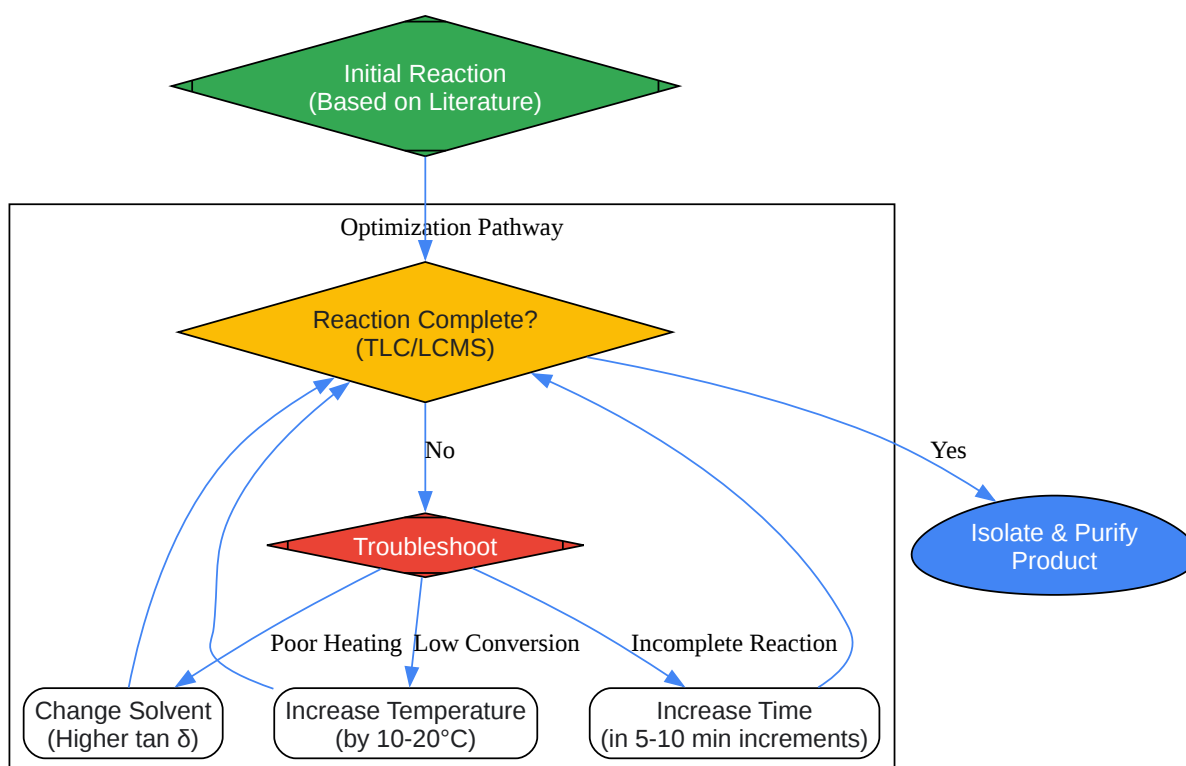 Initial Reaction
(Based on Literature)
Optimization Pathway
Reaction Complete?
(TLC/LCMS)
No
Yes
Troubleshoot
Isolate & Purify
Product
Poor Heating
Low Conversion
Incomplete Reaction
Change Solvent
(Higher tan δ)
Increase Temperature
(by 10-20°C)
Increase Time
(in 5-10 min increments)